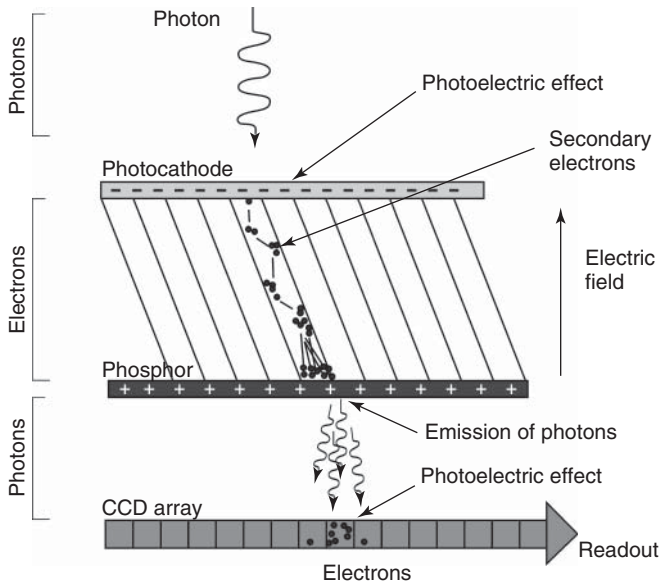 Photon
Photons
Photoelectric effect
Secondary
electrons
Photocathode
- - - - - - - - - - - - - - - -
Electrons
Electric
field
Phosphor
+ + + + + + + + + + + +
Emission of photons
Photons
Photoelectric effect
CCD array
Readout
Electrons